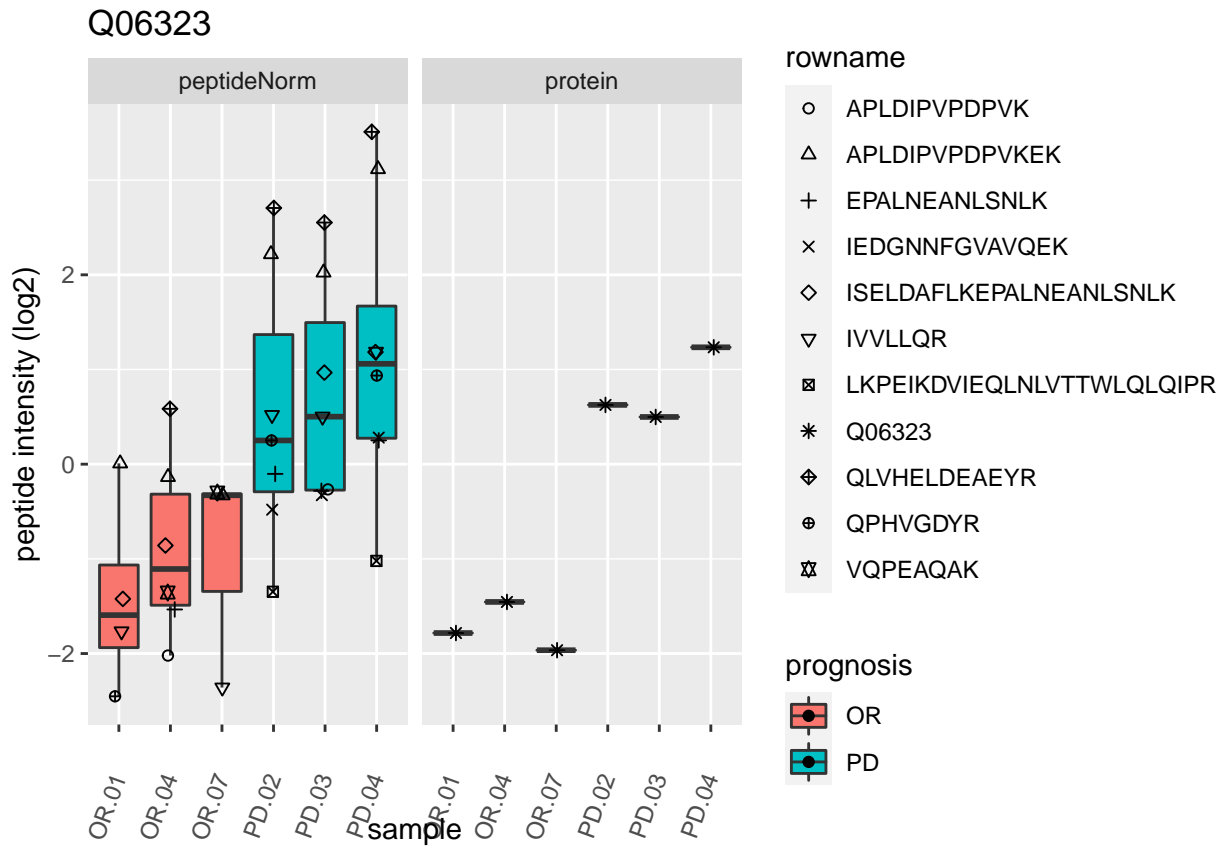 Q06323
peptideNorm
protein
2
0
−2
peptide intensity (log2)
OR.01
OR.04
OR.07
PD.02
PD.03
PD.04
OR.01
OR.04
OR.07
PD.02
PD.03
PD.04
sample
rowname
APLDIPVPDPVK
APLDIPVPDPVKEK
EPALNEANLSNLK
IEDGNNFGVAVQEK
ISELDAFLKEPALNEANLSNLK
IVVLLQR
LKPEIKDVIEQLNLVTTWLQLQIPR
Q06323
QLVHELDEAEYR
QPHVGDYR
VQPEAQAK
prognosis
OR
PD